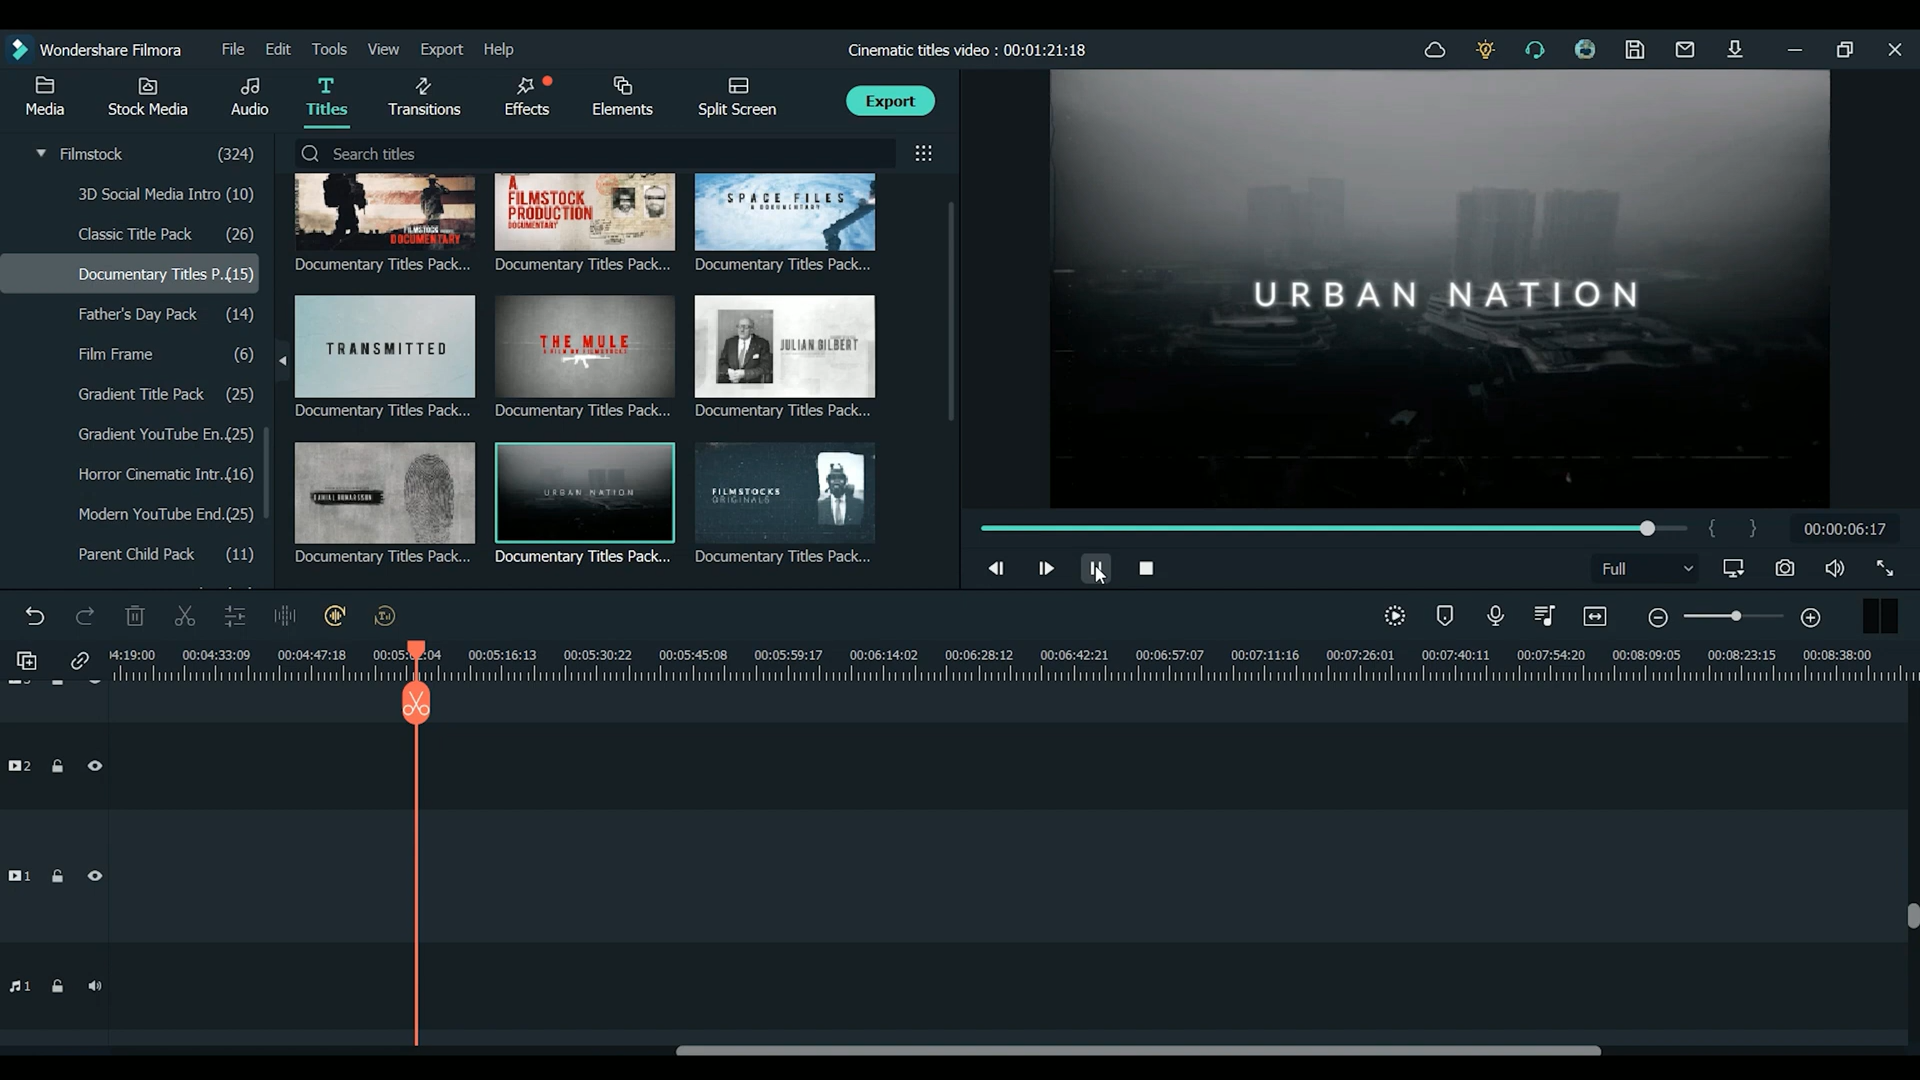 Wondershare Filmora File Edit Tools View Export Help Cinematic titles video : 00:01:21:18
Media Stock Media Audio Titles Transitions Effects Elements Split Screen Export
Filmstock (324)
3D Social Media Intro (10)
Classic Title Pack (26)
Documentary Titles P..(15)
Father's Day Pack (14)
Film Frame (6)
Gradient Title Pack (25)
Gradient YouTube En..(25)
Horror Cinematic Intr..(16)
Modern YouTube End.(25)
Parent Child Pack (11)
Search titles
DOCUMENTARY
A
FILMSTOCK
PRODUCTION
DOCUMENTARY
SPACE FILES
A DOCUMENTARY
Documentary Titles Pack... Documentary Titles Pack... Documentary Titles Pack...
TRANSMITTED
THE MULE
JULIAN GILBERT
Documentary Titles Pack... Documentary Titles Pack... Documentary Titles Pack...
URBAN NATION
FILMSTOCKS
ORIGINALS
Documentary Titles Pack... Documentary Titles Pack... Documentary Titles Pack...
URBAN NATION
{ } 00:00:06:17
Full
00:04:33:09 00:04:47:18 00:05:16:13 00:05:30:22 00:05:45:08 00:05:59:17 00:06:14:02 00:06:28:12 00:06:42:21 00:06:57:07 00:07:11:16 00:07:26:01 00:07:40:11 00:07:54:20 00:08:09:05 00:08:23:15 00:08:38:00
2
1
1